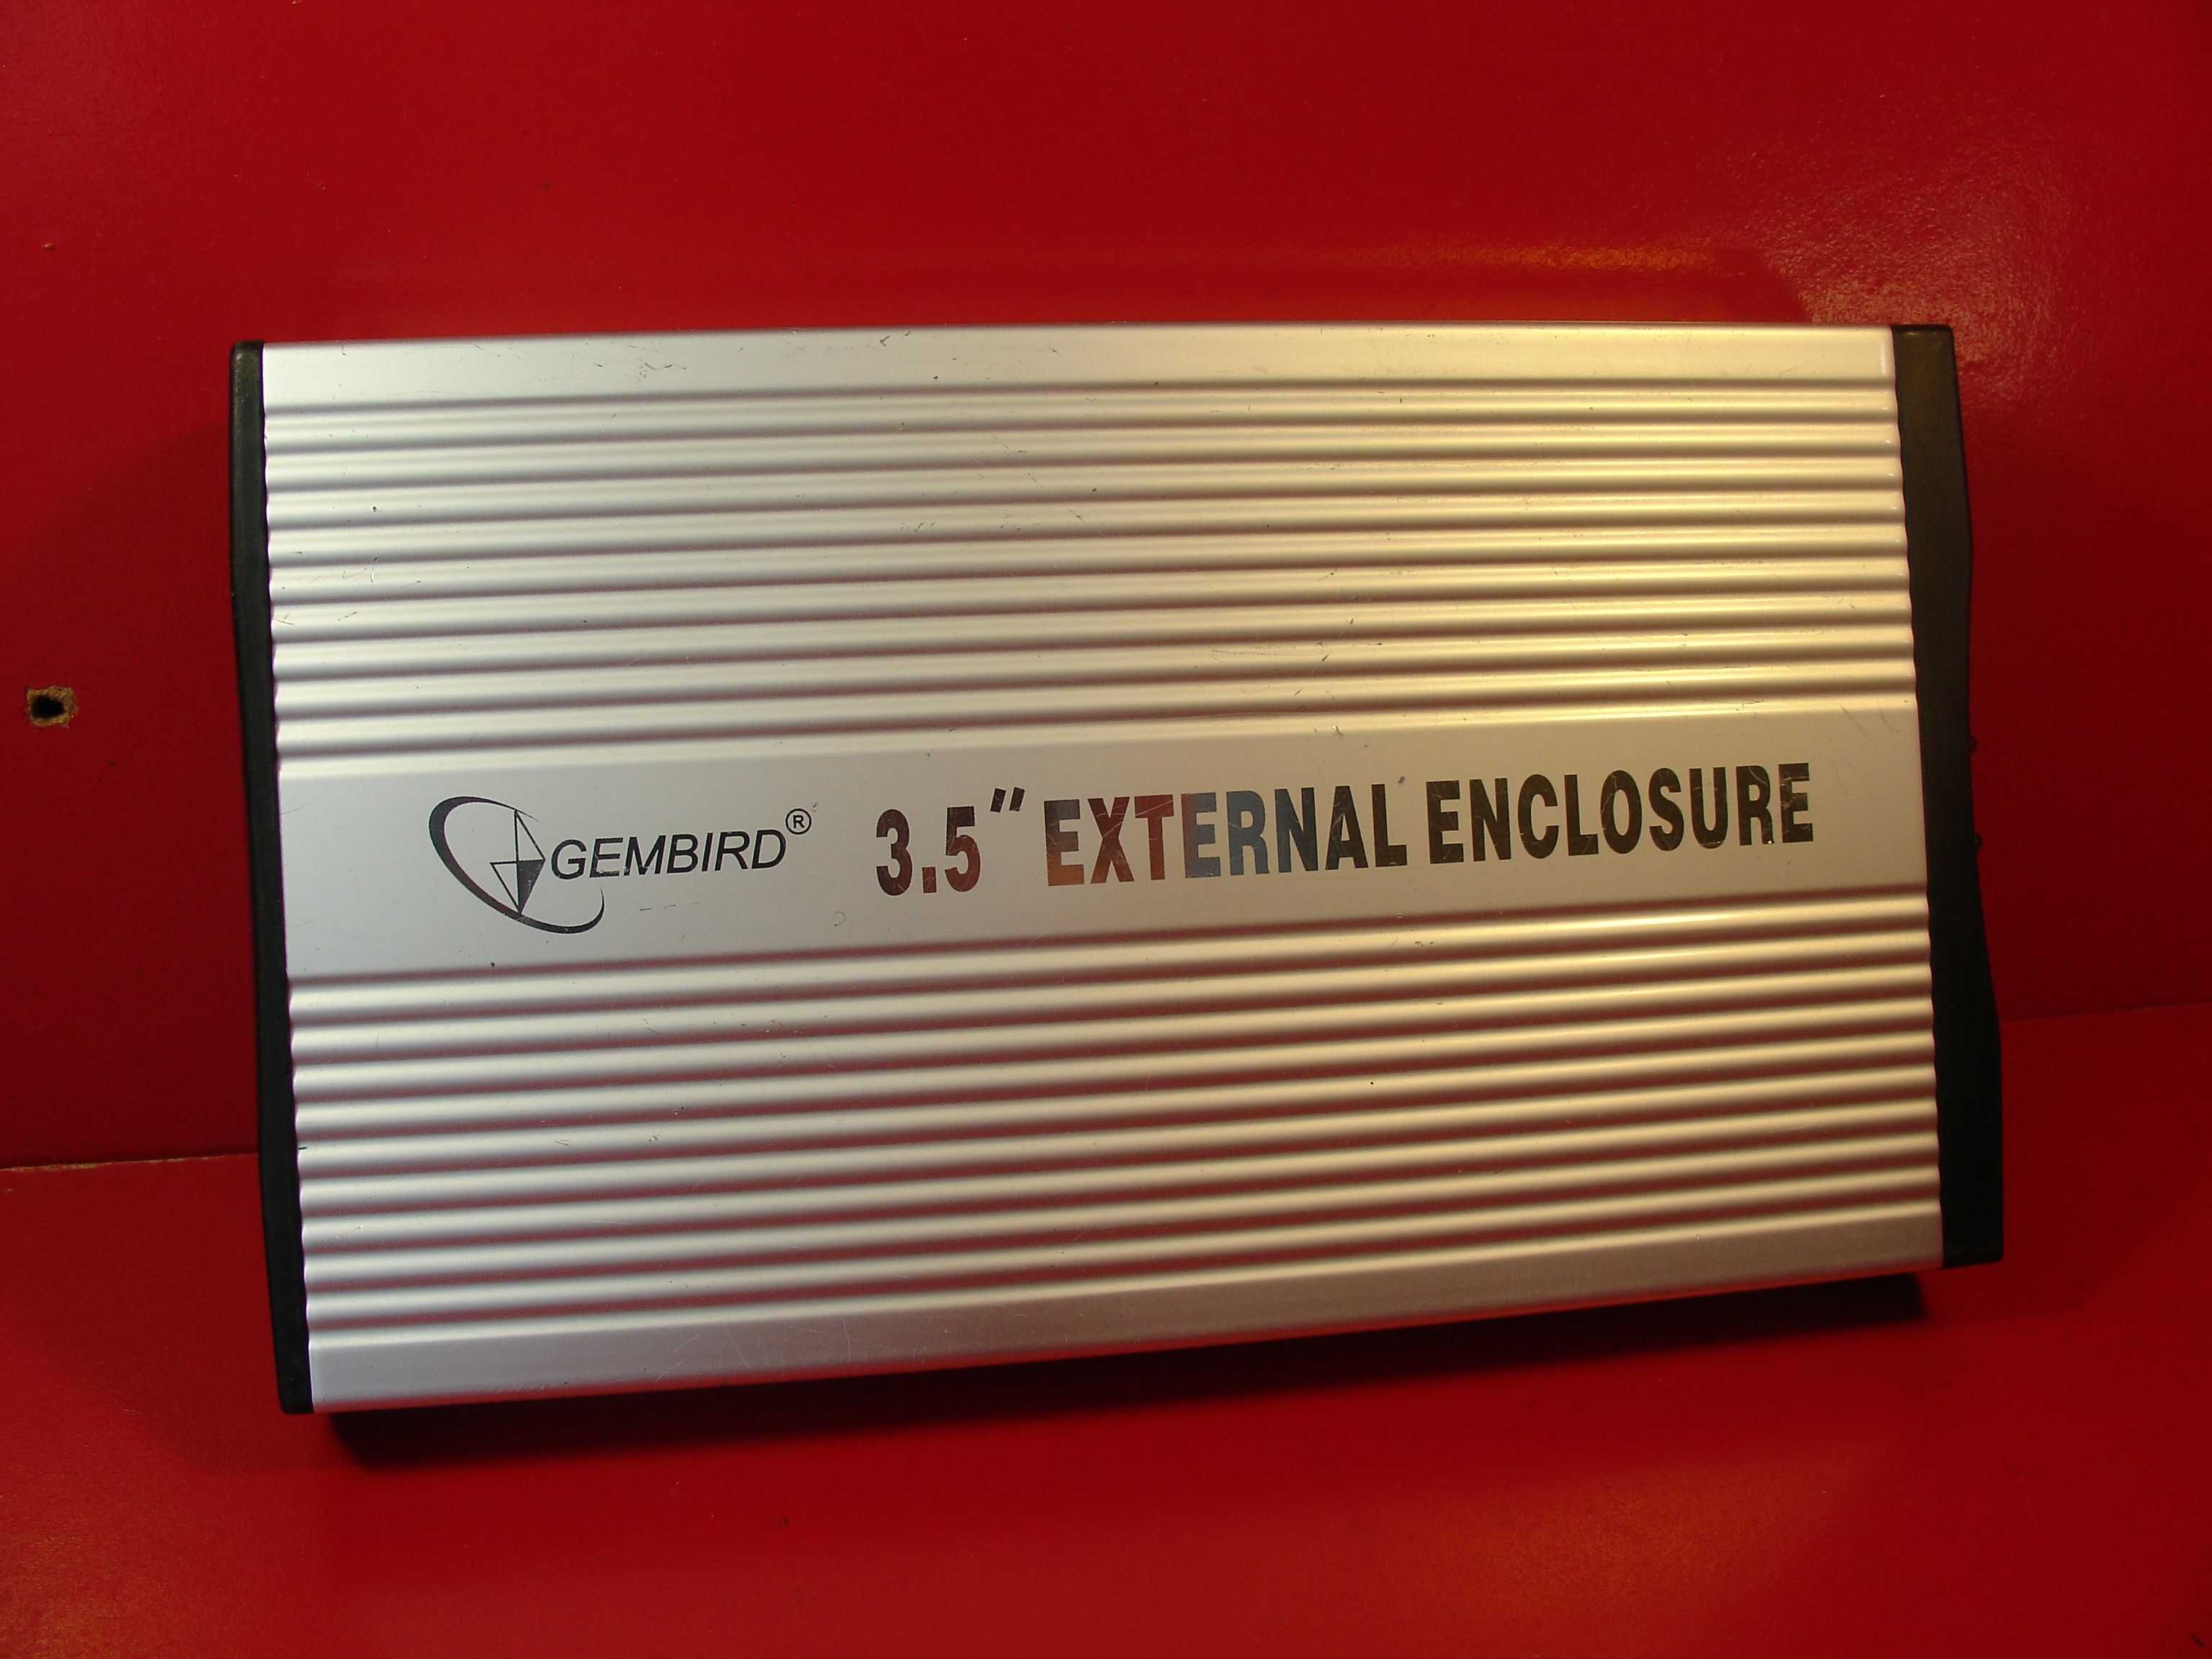 GEMBIRD® 3.5" EXTERNAL ENCLOSURE